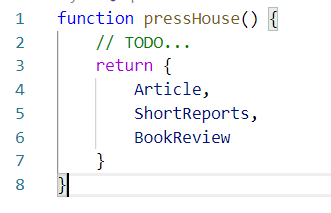 1 function pressHouse() {
2 // TODO...
3 return {
4 Article,
5 ShortReports,
6 BookReview
7 }
8 }